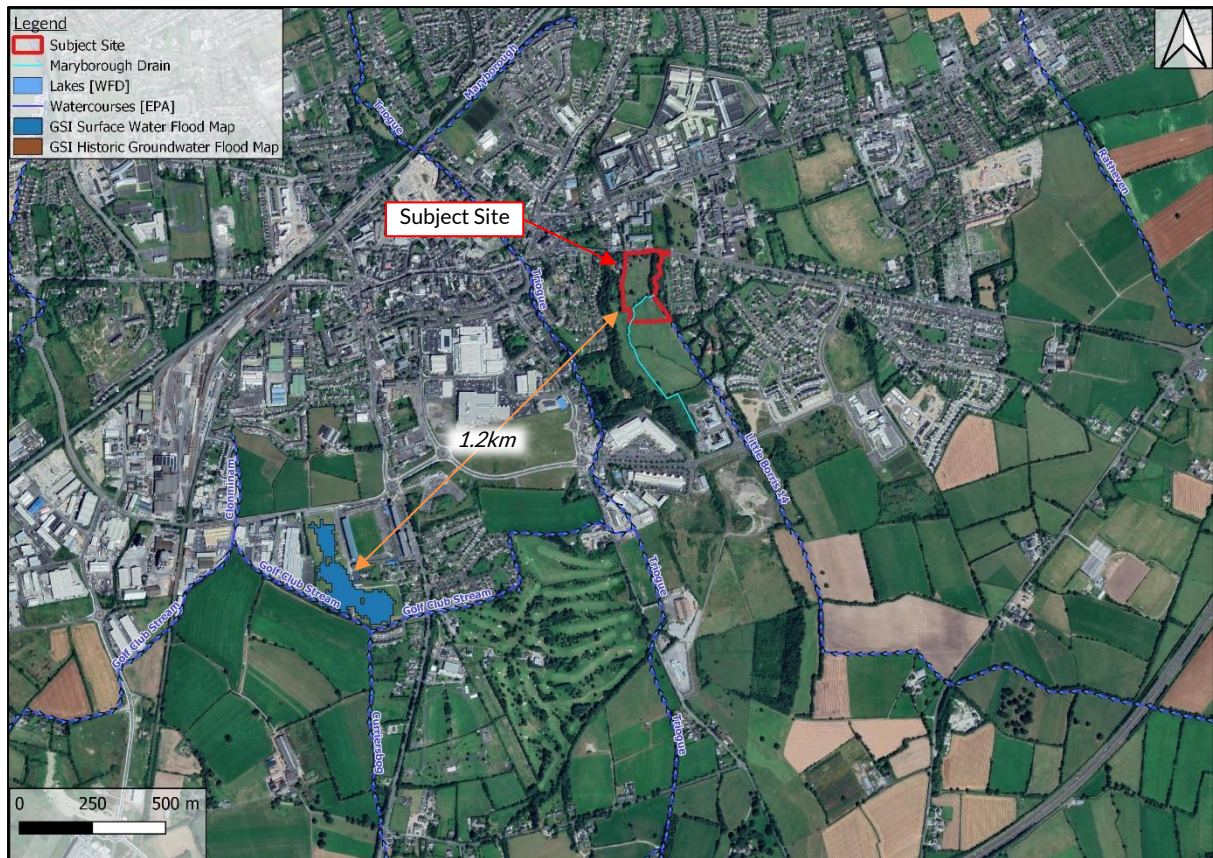 Legend
Subject Site
Maryborough Drain
Lakes [WFD]
Watercourses [EPA]
GSI Surface Water Flood Map
GSI Historic Groundwater Flood Map
Maryborough
Triogue
Ratheven
Subject Site
Triogue
1.2km
Little Borris 14
Clonminam
Golf Club Stream
Golf Club Stream
Golf Club Stream
Triogue
Triogue
0 250 500 m